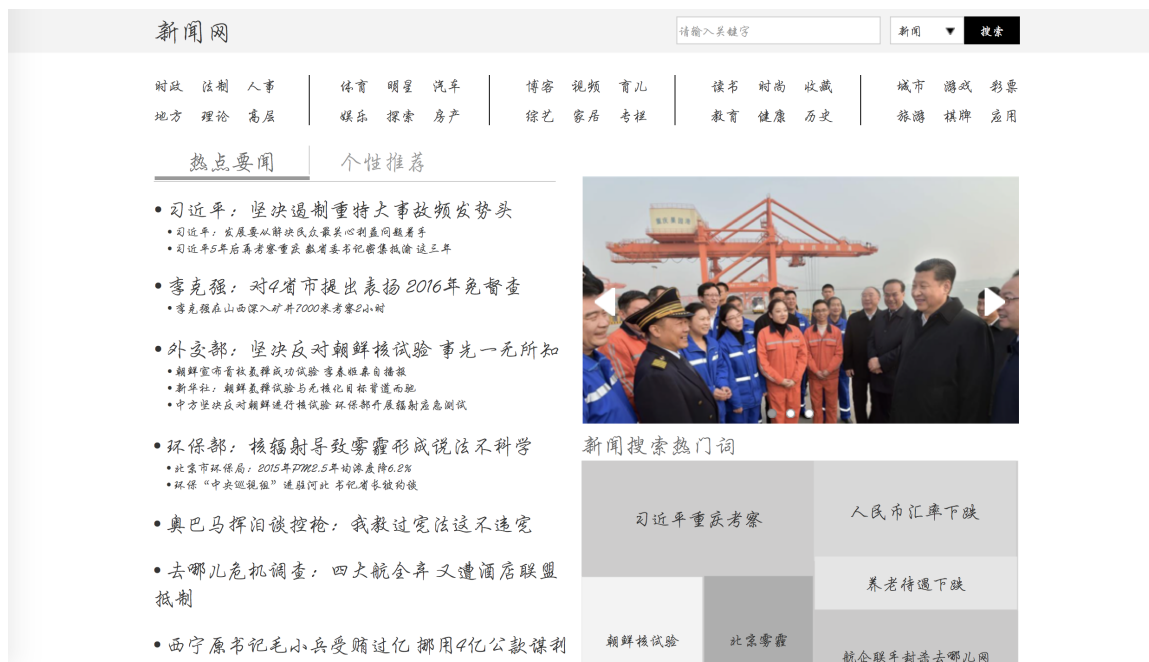 新闻网
请输入关键字
新闻
搜索
时政 法制 人事
地方 理论 高层
体育 明星 汽车
娱乐 探索 房产
博客 视频 育儿
综艺 家居 专栏
读书 时尚 收藏
教育 健康 历史
城市 游戏 彩票
旅游 棋牌 应用
热点要闻
个性推荐
• 习近平：坚决遏制重特大事故频发势头
• 习近平：发展要从解决民众最关心利益问题着手
• 习近平5年后再考察重庆 数省委书记密集抵渝 这三年
• 李克强：对4省市提出表扬 2016年免督查
• 李克强在山西深入矿井7000米考察2小时
• 外交部：坚决反对朝鲜核试验 事先一无所知
• 朝鲜宣布首枚氢弹成功试验 李春姬亲自播报
• 新华社：朝鲜氢弹试验与无核化目标背道而驰
• 中方坚决反对朝鲜进行核试验 环保部开展辐射应急测试
• 环保部：核辐射导致雾霾形成说法不科学
• 北京市环保局：2015年PM2.5年均浓度降6.2%
• 环保“中央巡视组”进驻河北 书记省长被约谈
• 奥巴马挥泪谈控枪：我教过宪法这不违宪
• 去哪儿危机调查：四大航全弃 又遭酒店联盟
抵制
• 西宁原书记毛小兵受贿过亿 挪用4亿公款谋利
新闻搜索热门词
习近平重庆考察
人民币汇率下跌
养老待遇下跌
朝鲜核试验
北京雾霾
航企联手封杀去哪儿网